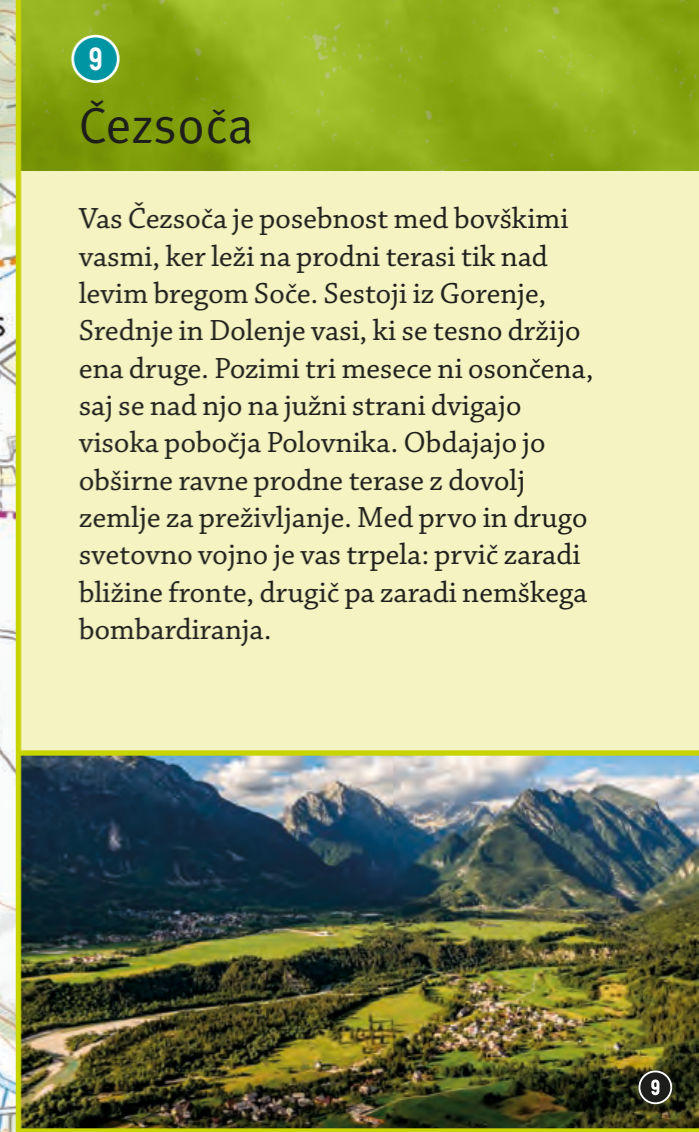 9
Čezsoča
Vas Čezsoča je posebnost med bovškimi
vasmi, ker leži na prodni terasi tik nad
levim bregom Soče. Sestoji iz Gorenje,
Srednje in Dolenje vasi, ki se tesno držijo
ena druge. Pozimi tri mesece ni osončena,
saj se nad njo na južni strani dvigajo
visoka pobočja Polovnika. Obdajajo jo
obširne ravne prodne terase z dovolj
zemlje za preživljanje. Med prvo in drugo
svetovno vojno je vas trpela: prvič zaradi
bližine fronte, drugič pa zaradi nemškega
bombardiranja.
9